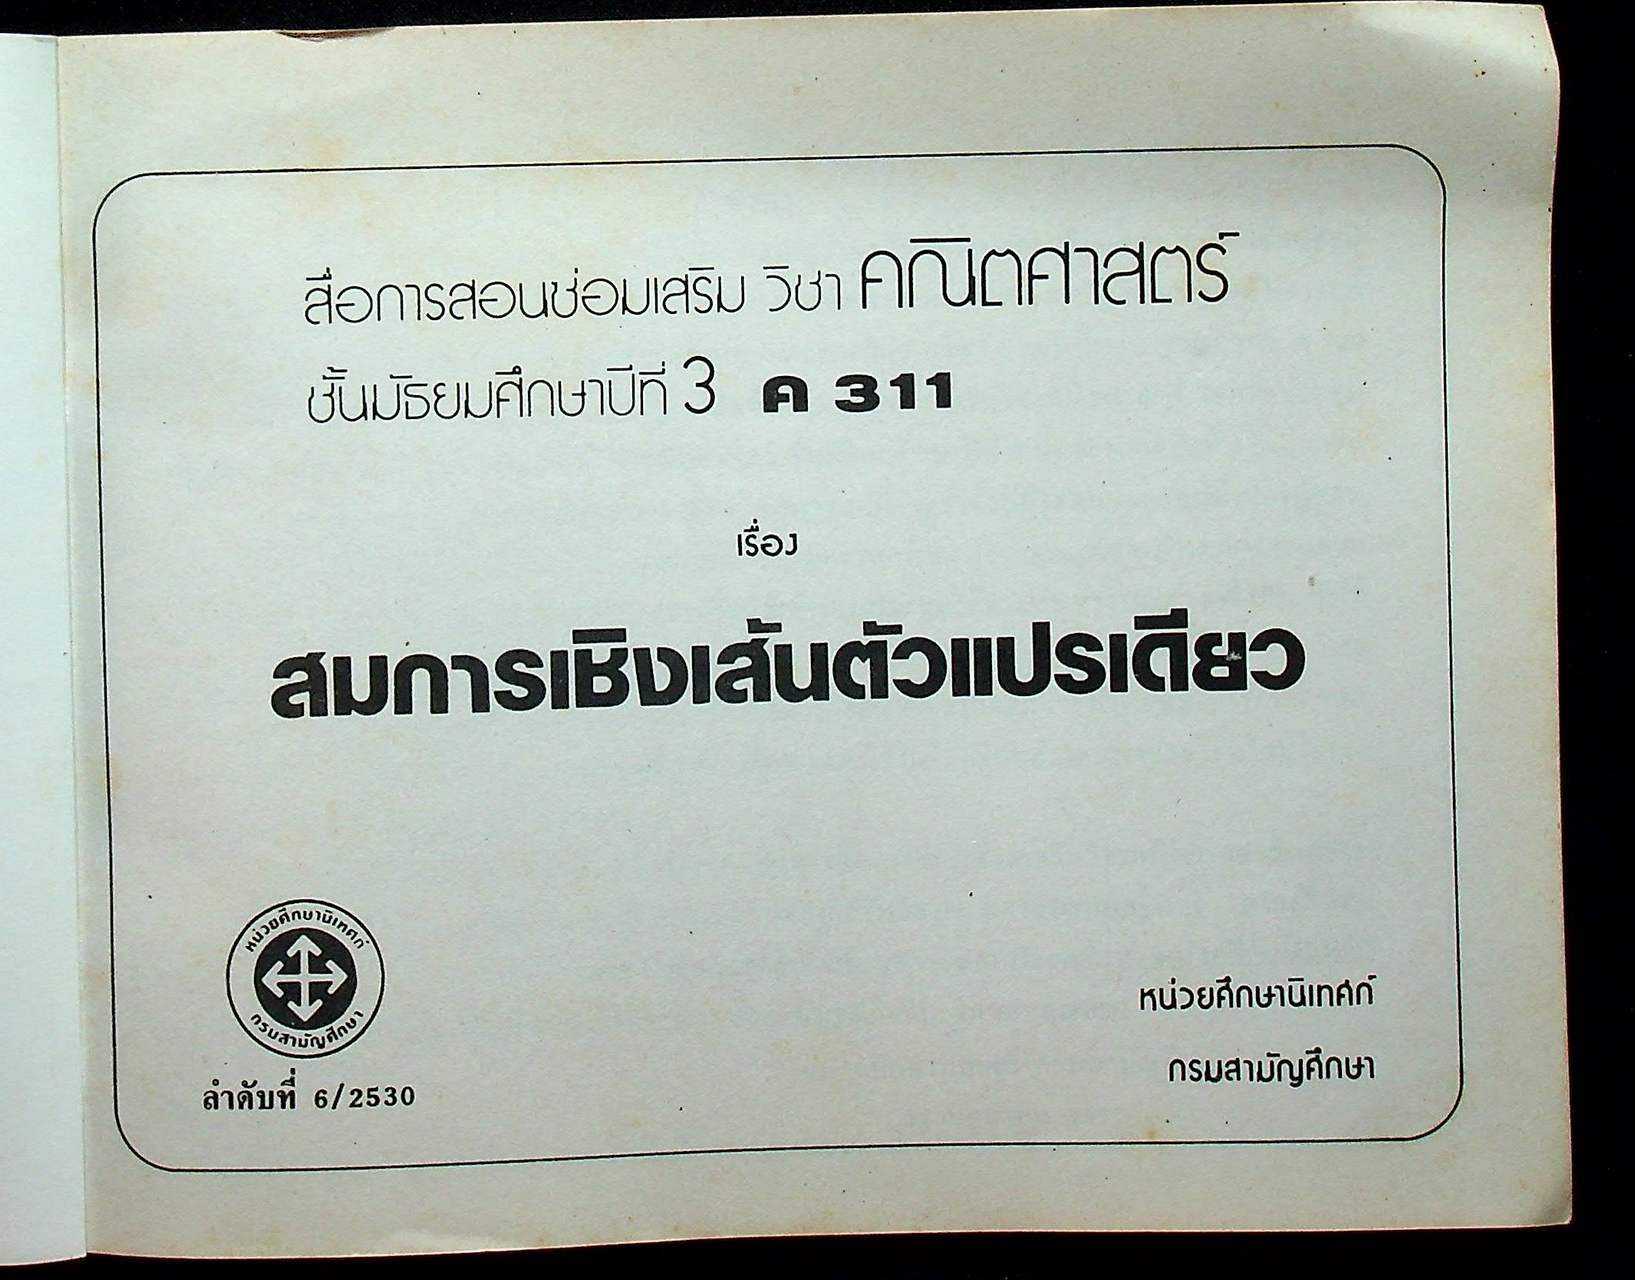 สื่อการสอนซ่อมเสริม วิชา คณิตศาสตร์
ชั้นมัธยมศึกษาปีที่ 3 ค 311
เรื่อง
สมการเชิงเส้นตัวแปรเดียว
หน่วยศึกษานิเทศก์
กรมสามัญศึกษา
ลำดับที่ 6/2530
หน่วยศึกษานิเทศก์
กรมสามัญศึกษา